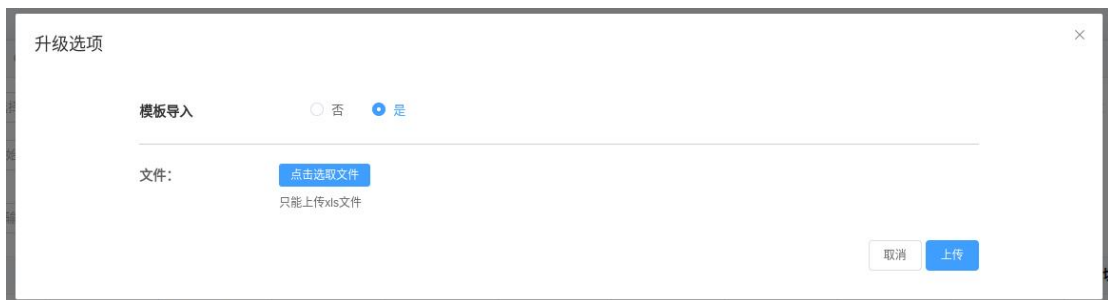 升级选项
模板导入 否 是
文件：
点击选取文件
只能上传xls文件
取消 上传